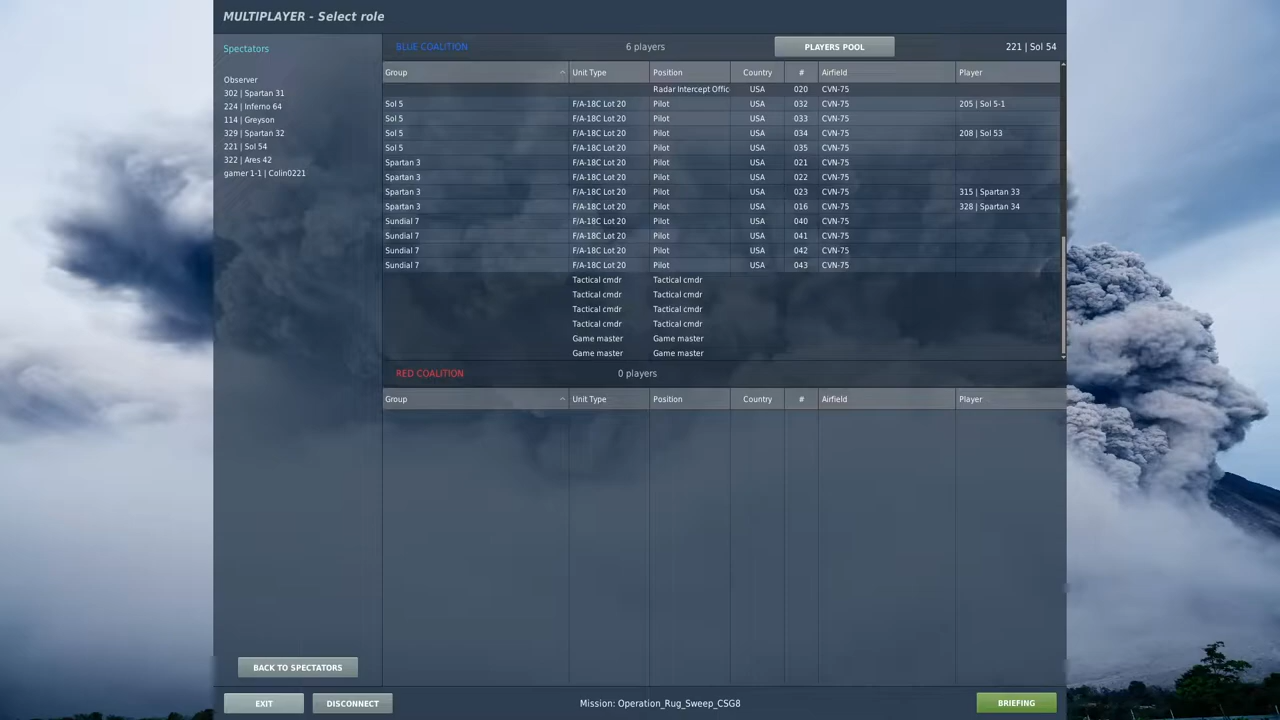 MULTIPLAYER - Select role
Spectators
Observer
302 | Spartan 31
224 | Inferno 64
114 | Greyson
329 | Spartan 32
221 | Sol 54
322 | Ares 42
gamer 1-1 | Colin0221
BACK TO SPECTATORS
BLUE COALITION 6 players PLAYERS POOL 221 | Sol 54
Group Unit Type Position Country # Airfield Player
Radar Intercept Offic USA 020 CVN-75
Sol 5 F/A-18C Lot 20 Pilot USA 032 CVN-75 205 | Sol 5-1
Sol 5 F/A-18C Lot 20 Pilot USA 033 CVN-75
Sol 5 F/A-18C Lot 20 Pilot USA 034 CVN-75 208 | Sol 53
Sol 5 F/A-18C Lot 20 Pilot USA 035 CVN-75
Spartan 3 F/A-18C Lot 20 Pilot USA 021 CVN-75
Spartan 3 F/A-18C Lot 20 Pilot USA 022 CVN-75
Spartan 3 F/A-18C Lot 20 Pilot USA 023 CVN-75 315 | Spartan 33
Spartan 3 F/A-18C Lot 20 Pilot USA 016 CVN-75 328 | Spartan 34
Sundial 7 F/A-18C Lot 20 Pilot USA 040 CVN-75
Sundial 7 F/A-18C Lot 20 Pilot USA 041 CVN-75
Sundial 7 F/A-18C Lot 20 Pilot USA 042 CVN-75
Sundial 7 F/A-18C Lot 20 Pilot USA 043 CVN-75
Tactical cmdr Tactical cmdr
Tactical cmdr Tactical cmdr
Tactical cmdr Tactical cmdr
Tactical cmdr Tactical cmdr
Game master Game master
Game master Game master
RED COALITION 0 players
Group Unit Type Position Country # Airfield Player
EXIT DISCONNECT Mission: Operation_Rug_Sweep_CSG8 BRIEFING